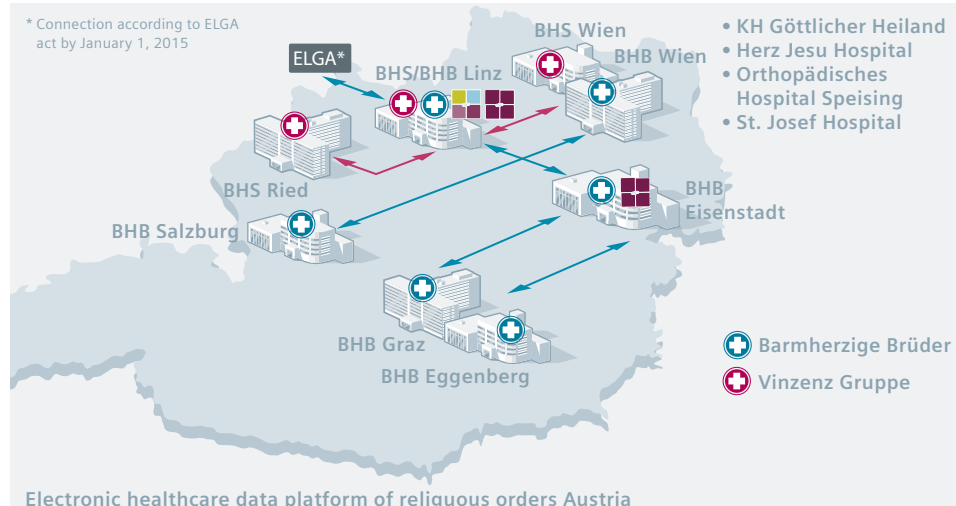 * Connection according to ELGA
act by January 1, 2015
ELGA*
BHS/BHB Linz
BHS Wien
BHB Wien
• KH Göttlicher Heiland
• Herz Jesu Hospital
• Orthopädisches
Hospital Speising
• St. Josef Hospital
BHS Ried
BHB Salzburg
BHB
Eisenstadt
BHB Graz
BHB Eggenberg
Barmherzige Brüder
Vinzenz Gruppe
Electronic healthcare data platform of religuous orders Austria